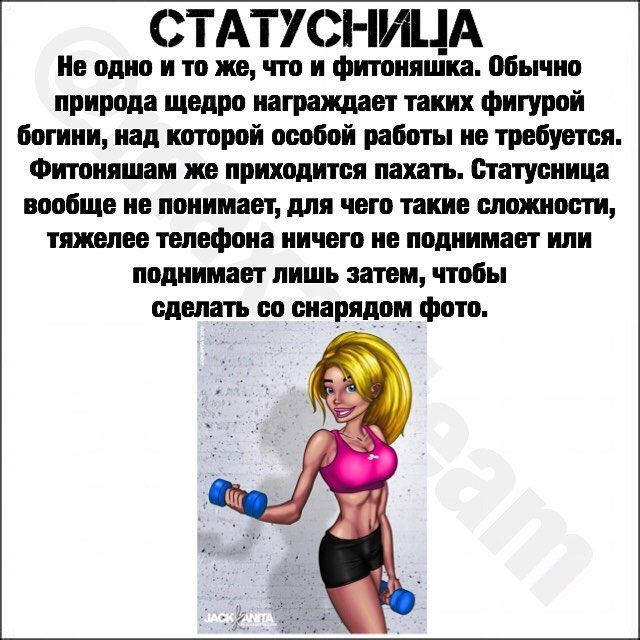 СТАТУСНИЦА
Не одно и то же, что и фитоняшка. Обычно
природа щедро награждает таких фигурой
богини, над которой особой работы не требуется.
Фитоняшам же приходится пахать. Статусница
вообще не понимает, для чего такие сложности,
тяжелее телефона ничего не поднимает или
поднимает лишь затем, чтобы
сделать со снарядом фото.
JACK ANITA